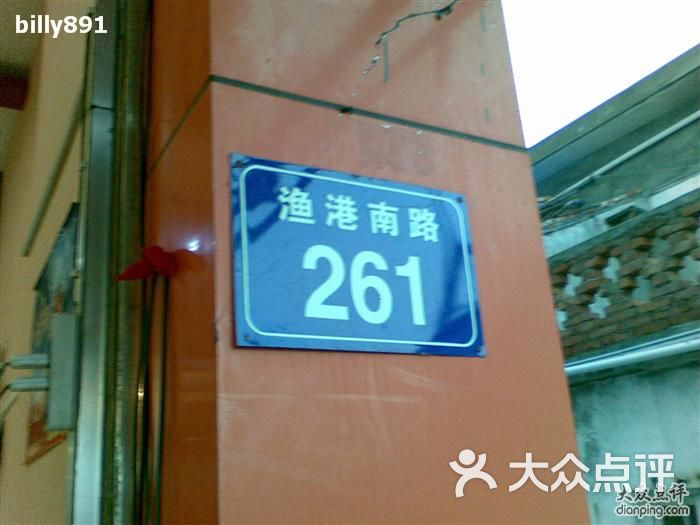 billy891
渔港南路
261
大众点评
大众点评
dianping.com